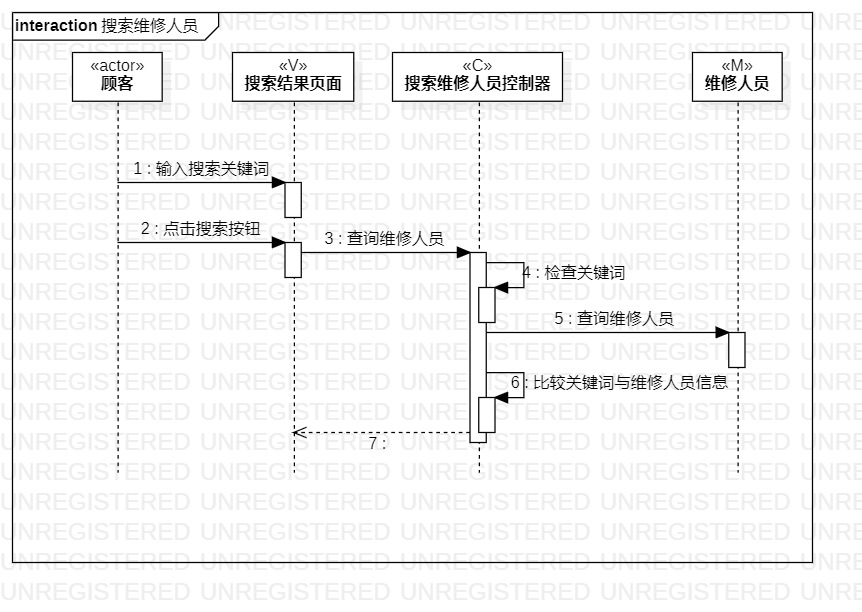 interaction 搜索维修人员
«actor»
顾客
«V»
搜索结果页面
«C»
搜索维修人员控制器
«M»
维修人员
1 : 输入搜索关键词
2 : 点击搜索按钮
3 : 查询维修人员
4 : 检查关键词
5 : 查询维修人员
6 : 比较关键词与维修人员信息
7 :
UNREGISTERED